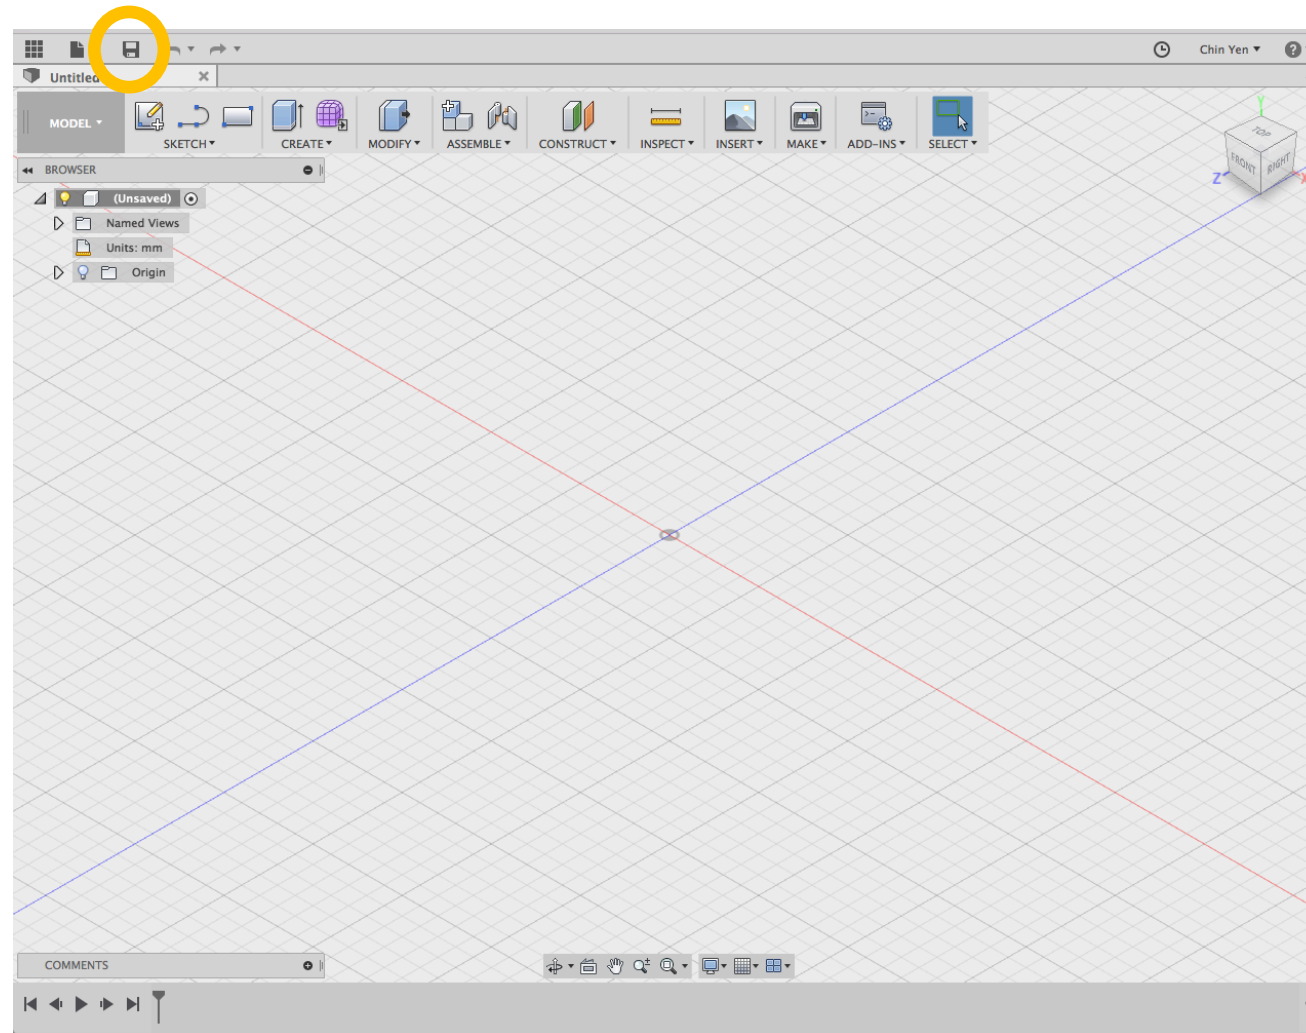 Chin Yen
Untitled
MODEL
SKETCH
CREATE
MODIFY
ASSEMBLE
CONSTRUCT
INSPECT
INSERT
MAKE
ADD-INS
SELECT
Y
TOP
FRONT
RIGHT
Z
X
BROWSER
(Unsaved)
Named Views
Units: mm
Origin
COMMENTS